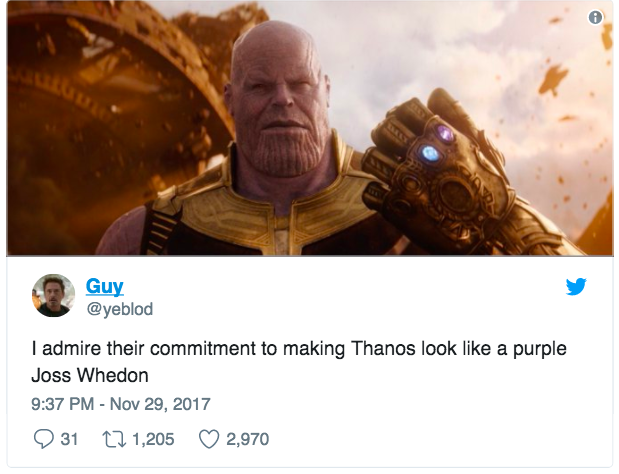 Guy
@yeblod
I admire their commitment to making Thanos look like a purple
Joss Whedon
9:37 PM - Nov 29, 2017
31 1,205 2,970